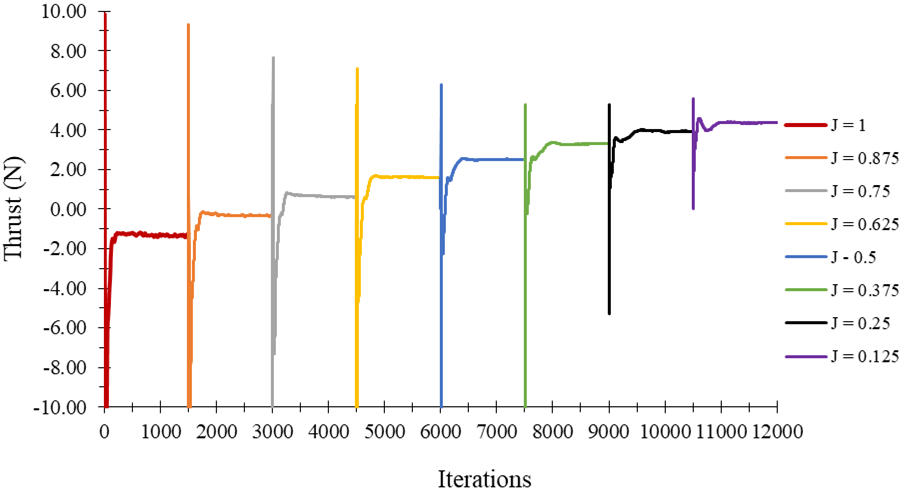 10.00
8.00
6.00
4.00
2.00
0.00
-2.00
-4.00
-6.00
-8.00
-10.00
Thrust (N)
0 1000 2000 3000 4000 5000 6000 7000 8000 9000 10000 11000 12000
Iterations
J = 1
J = 0.875
J = 0.75
J = 0.625
J - 0.5
J = 0.375
J = 0.25
J = 0.125